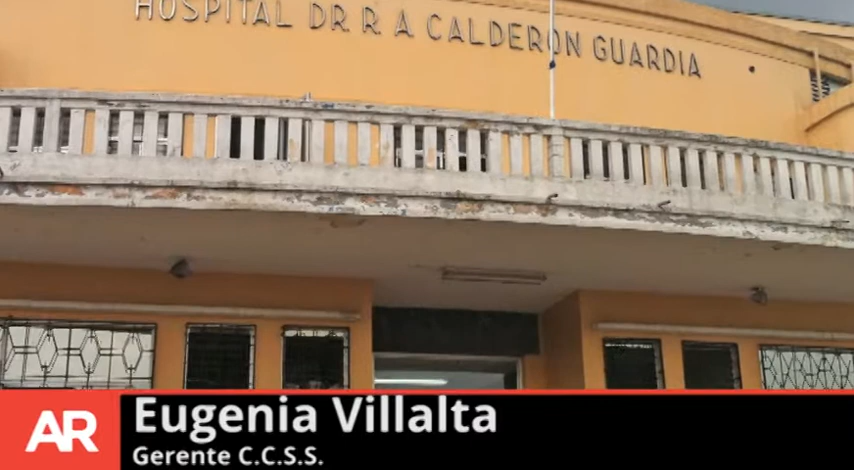 HOSPITAL DR. R A CALDERON GUARDIA
AR
Eugenia Villalta
Gerente C.C.S.S.